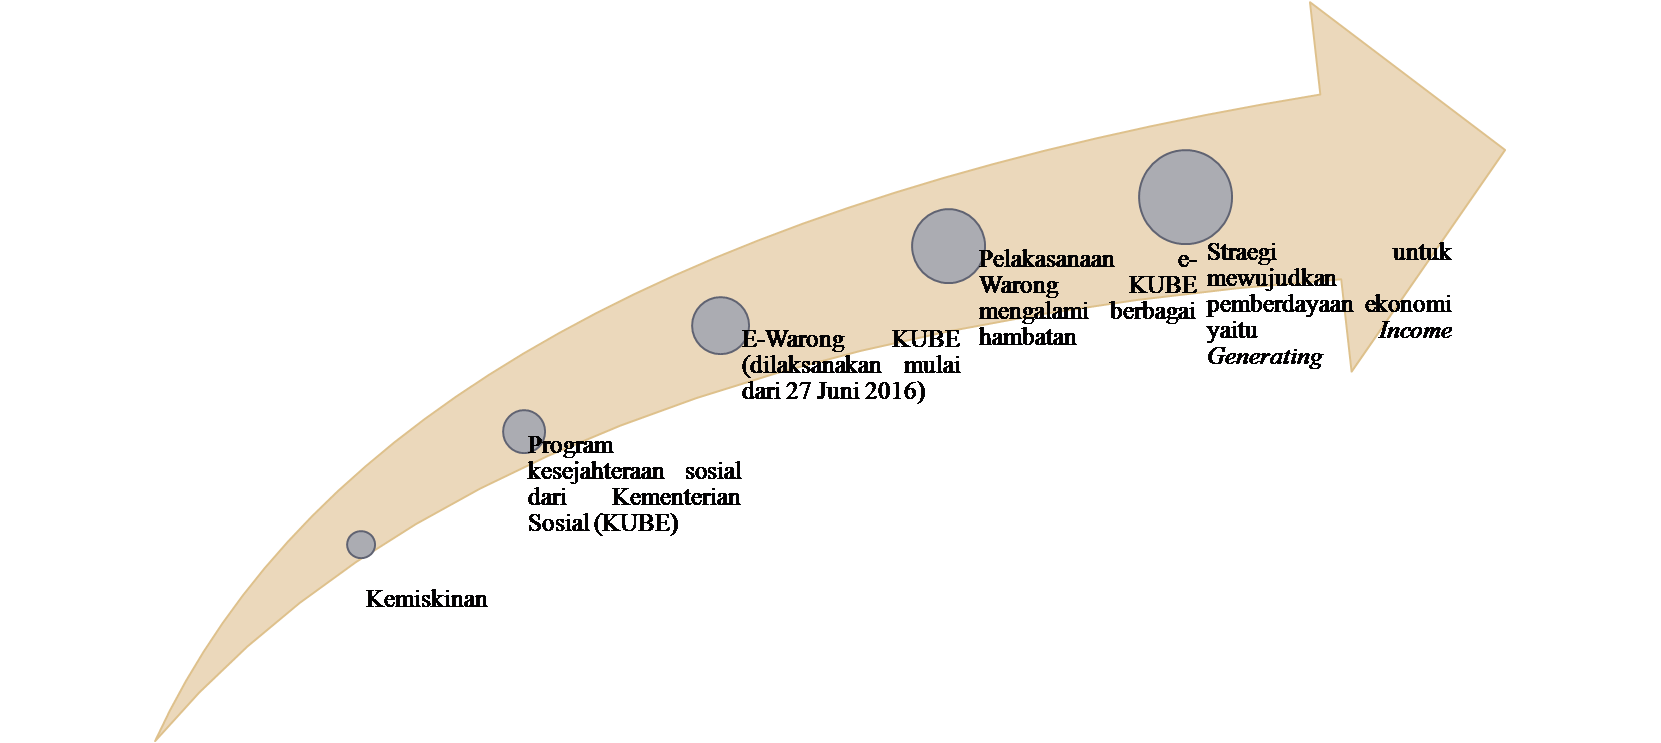 Kemiskinan
Program
kesejahteraan sosial
dari Kementerian
Sosial (KUBE)
E-Warong KUBE
(dilaksanakan mulai
dari 27 Juni 2016)
Pelakasanaan e-
Warong KUBE
mengalami berbagai
hambatan
Straegi untuk
mewujudkan
pemberdayaan ekonomi
yaitu Income
Generating